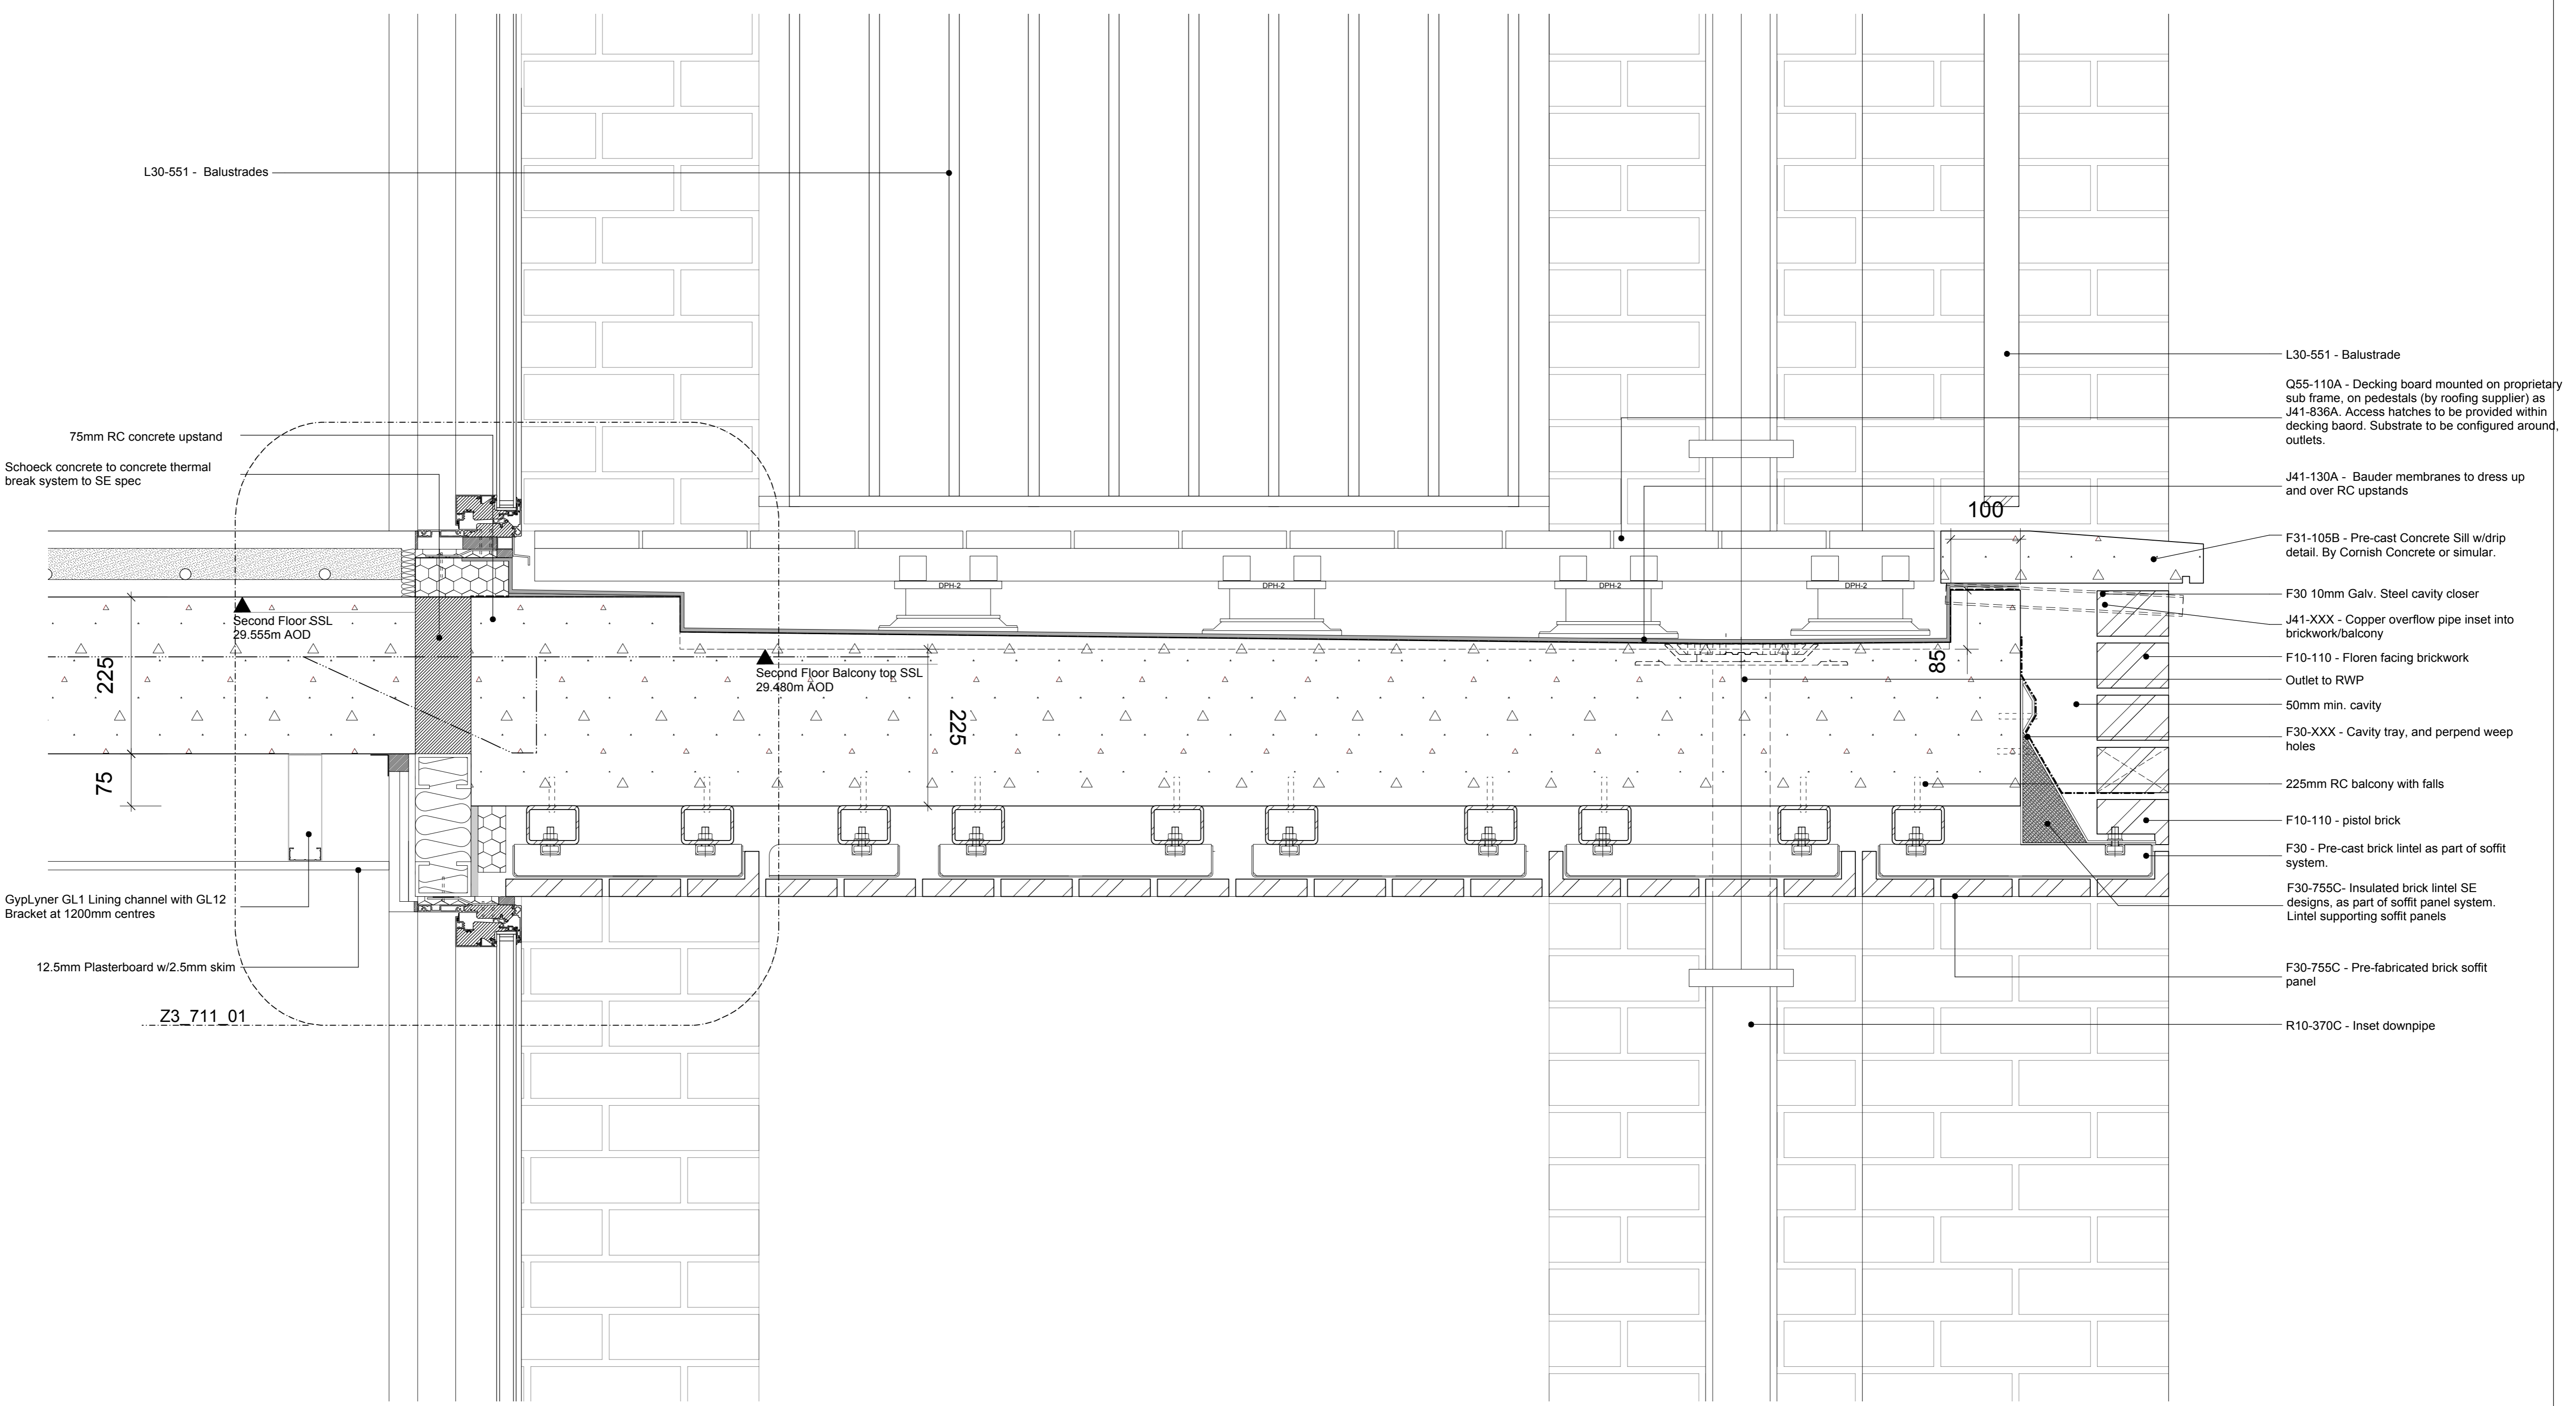 L30-551 - Balustrades
75mm RC concrete upstand
Schoeck concrete to concrete thermal
break system to SE spec
Second Floor SSL
29.555m AOD
225
75
GypLyner GL1 Lining channel with GL12
Bracket at 1200mm centres
12.5mm Plasterboard w/2.5mm skim
Z3_711_01
DPH-2
DPH-2
DPH-2
DPH-2
Second Floor Balcony top SSL
29.480m AOD
225
100
85
L30-551 - Balustrade
Q55-110A - Decking board mounted on proprietary
sub frame, on pedestals (by roofing supplier) as
J41-836A. Access hatches to be provided within
decking baord. Substrate to be configured around,
outlets.
J41-130A - Bauder membranes to dress up
and over RC upstands
F31-105B - Pre-cast Concrete Sill w/drip
detail. By Cornish Concrete or simular.
F30 10mm Galv. Steel cavity closer
J41-XXX - Copper overflow pipe inset into
brickwork/balcony
F10-110 - Floren facing brickwork
Outlet to RWP
50mm min. cavity
F30-XXX - Cavity tray, and perpend weep
holes
225mm RC balcony with falls
F10-110 - pistol brick
F30 - Pre-cast brick lintel as part of soffit
system.
F30-755C- Insulated brick lintel SE
designs, as part of soffit panel system.
Lintel supporting soffit panels
F30-755C - Pre-fabricated brick soffit
panel
R10-370C - Inset downpipe